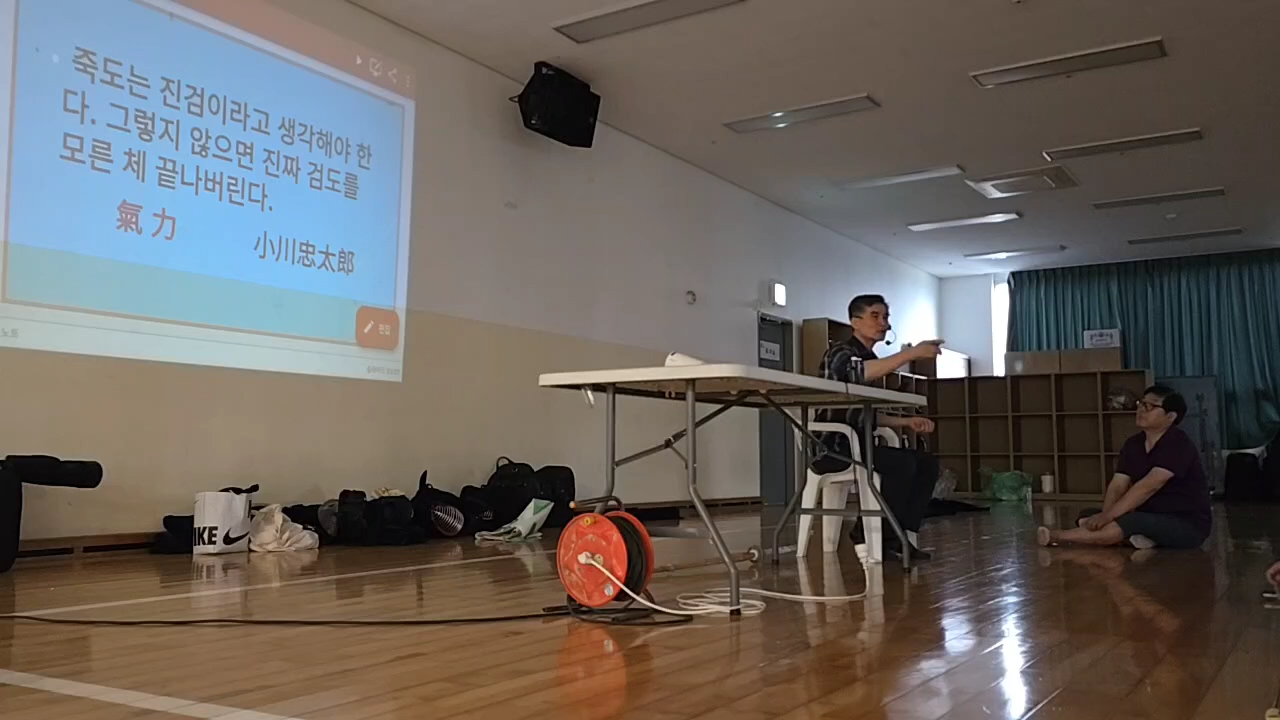 죽도는 진검이라고 생각해야 한
다. 그렇지 않으면 진짜 검도를
모른 체 끝나버린다.
氣 力
小川忠太郎
편집
노트
NIKE